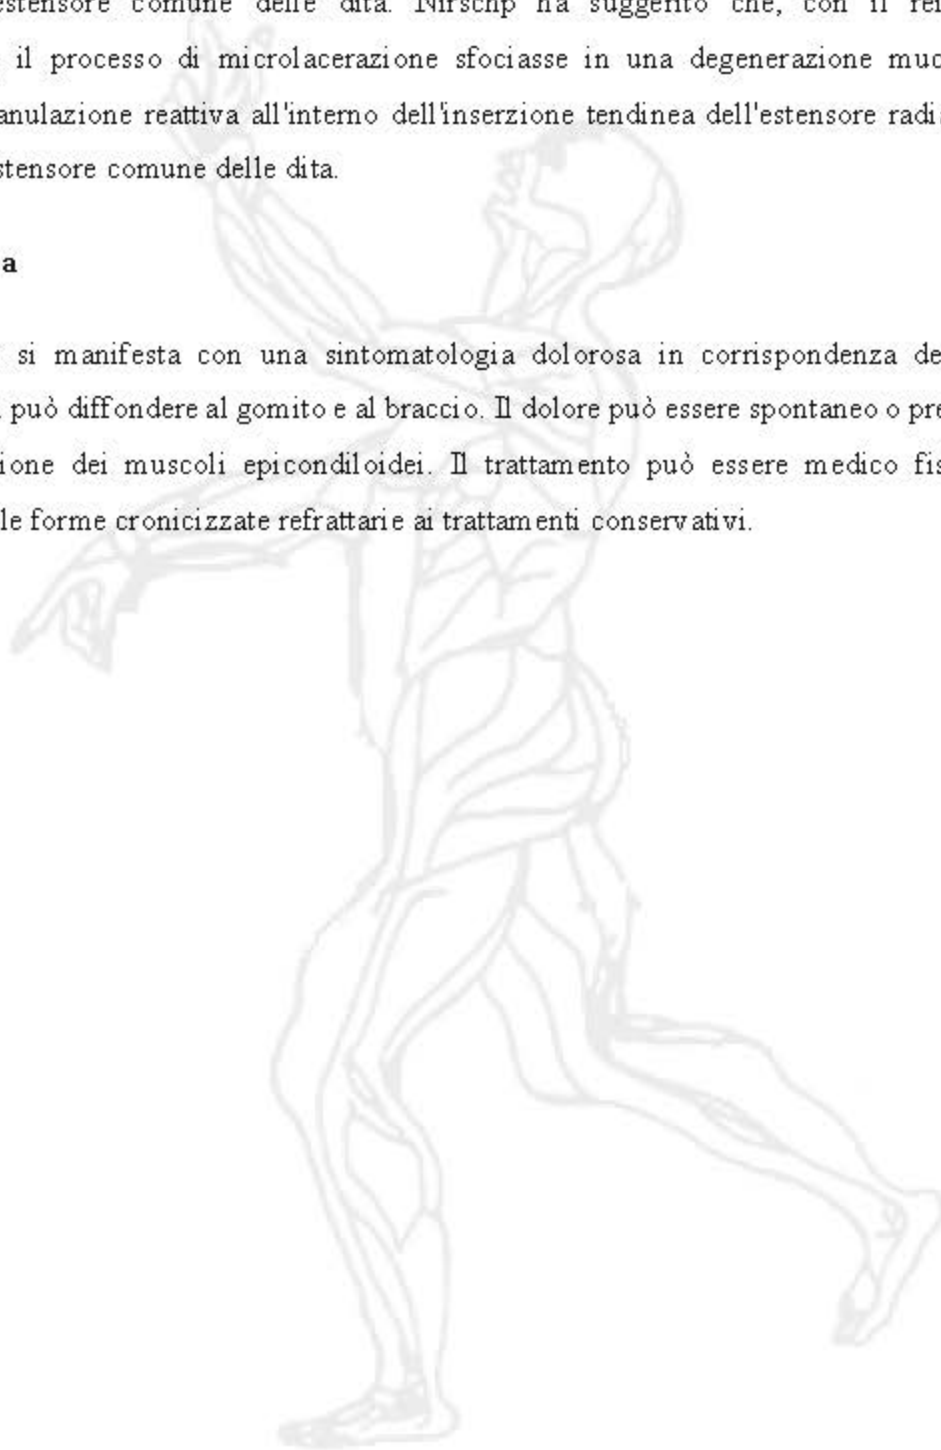 estensore comune delle dita. Nirschp ha suggerito che, con il
il processo di microlacerazione sfociasse in una degenerazione
anulazione reattiva all'interno dell'inserzione tendinea dell'estensore
stensore comune delle dita.
a
si manifesta con una sintomatologia dolorosa in corrispondenza
può diffondere al gomito e al braccio. Il dolore può essere spontaneo o
ione dei muscoli epicondiloidei. Il trattamento può essere medico
le forme cronicizzate refrattarie ai trattamenti conservativi.